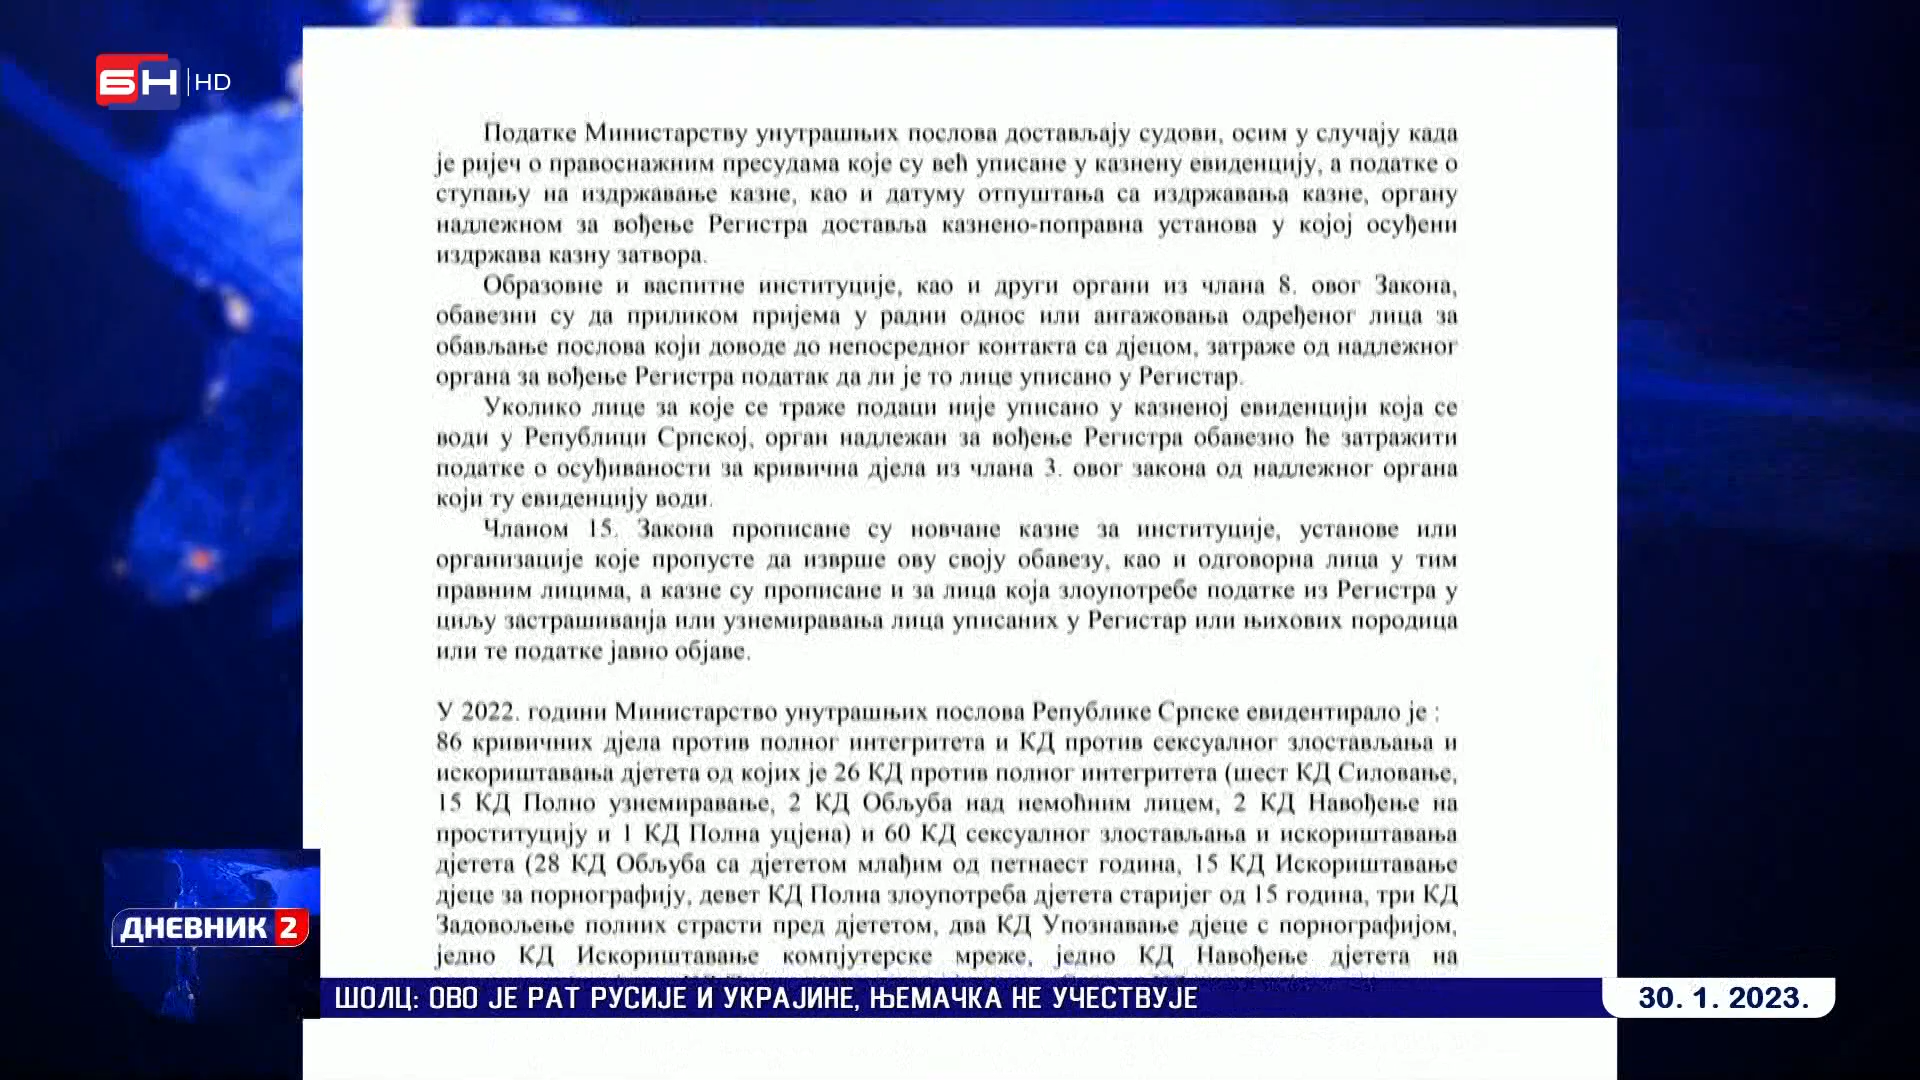 БН HD
Податке Министарству унутрашњих послова достављају судови, осим у случају када
је ријеч о правоснажним пресудама које су већ уписане у казнену евиденцију, а податке о
ступању на издржавање казне, као и датуму отпуштања са издржавања казне, органу
надлежном за вођење Регистра доставља казнено-поправна установа у којој осуђени
издржава казну затвора.
Образовне и васпитне институције, као и други органи из члана 8. овог Закона,
обавезни су да приликом пријема у радни однос или ангажовања одређеног лица за
обављање послова који доводе до непосредног контакта са дјецом, затраже од надлежног
органа за вођење Регистра податак да ли је то лице уписано у Регистар.
Уколико лице за које се траже подаци није уписано у казненој евиденцији која се
води у Републици Српској, орган надлежан за вођење Регистра обавезно ће затражити
податке о осуђиваности за кривична дјела из члана 3. овог закона од надлежног органа
који ту евиденцију води.
Чланом 15. Закона прописане су новчане казне за институције, установе или
организације које пропусте да изврше ову своју обавезу, као и одговорна лица у тим
правним лицима, а казне су прописане и за лица која злоупотребе податке из Регистра у
циљу застрашиванја или узнемиравања лица уписаних у Регистар или њихових породица
или те податке јавно објаве.
У 2022. години Министарство унутрашњих послова Републике Српске евидентирало је :
86 кривичних дјела против полног интегритета и КД против сексуалног злостављања и
искориштавања дјетета од којих је 26 КД против полног интегритета (шест КД Силовање,
15 КД Полно узнемиравање, 2 КД Обљуба над немоћним лицем, 2 КД Навођење на
проституцију и 1 КД Полна уцјена) и 60 КД сексуалног злостављања и искориштавања
дјетета (28 КД Обљуба са дјететом млађим од петнаест година, 15 КД Искориштавање
дјеце за порнографију, девет КД Полна злоупотреба дјетета старијег од 15 година, три КД
Задовољење полних страсти пред дјететом, два КД Упознавање дјеце с порнографијом,
једно КД Искориштавање компјутерске мреже, једно КД Навођење дјетета на
ДНЕВНИК 2
ШОЛЦ: ОВО ЈЕ РАТ РУСИЈЕ И УКРАЈИНЕ, ЊЕМАЧКА НЕ УЧЕСТВУЈЕ
30. 1. 2023.